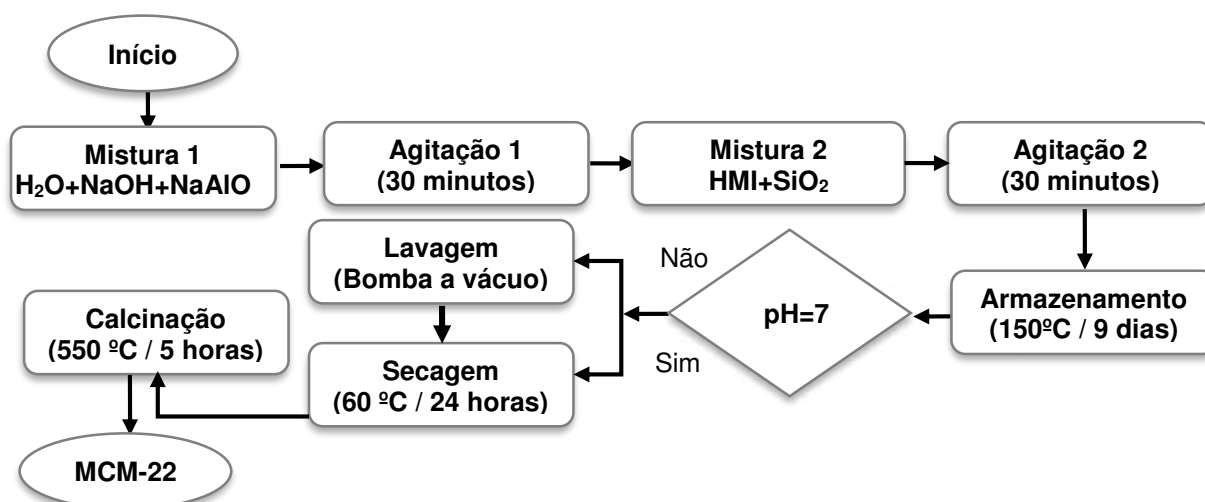 Início
Mistura 1
H₂O+NaOH+NaAlO
Agitação 1
(30 minutos)
Mistura 2
HMI+SiO₂
Agitação 2
(30 minutos)
Armazenamento
(150ºC / 9 dias)
pH=7
Não
Sim
Lavagem
(Bomba a vácuo)
Secagem
(60 ºC / 24 horas)
Calcinação
(550 ºC / 5 horas)
MCM-22